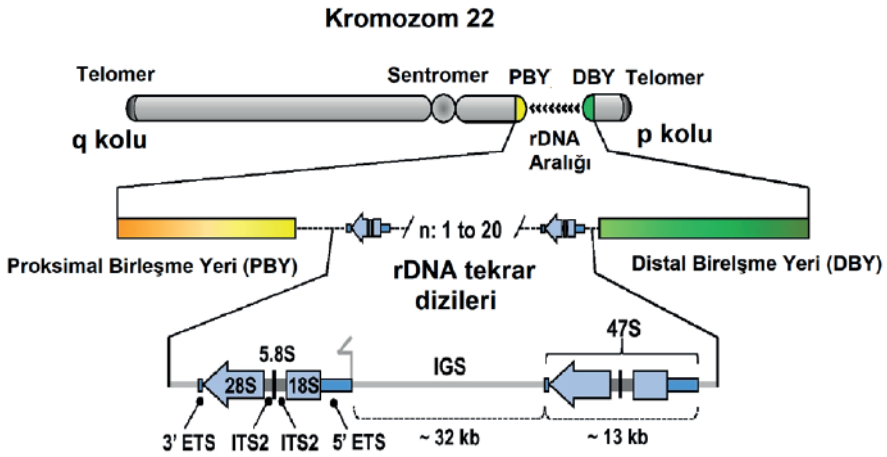 Kromozom 22
Telomer
Sentromer
PBY
DBY
Telomer
q kolu
rDNA
Aralığı
p kolu
n: 1 to 20
Proksimal Birleşme Yeri (PBY)
rDNA tekrar
dizileri
Distal Birelşme Yeri (DBY)
47S
5.8S
IGS
28S
18S
3' ETS
ITS2
ITS2
5' ETS
~ 32 kb
~ 13 kb